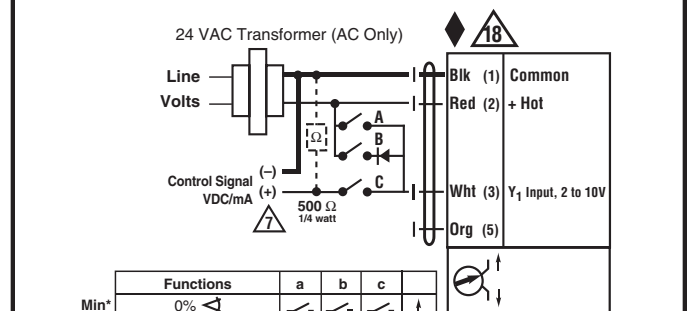 24 VAC Transformer (AC Only)
18
Line
Volts
Blk (1) Common
Red (2) + Hot
A
B
C
Ω
Control Signal (–)
VDC/mA (+)
7
500 Ω
1/4 watt
Wht (3) Y1 Input, 2 to 10V
Org (5)
Functions a b c
Min* 0%